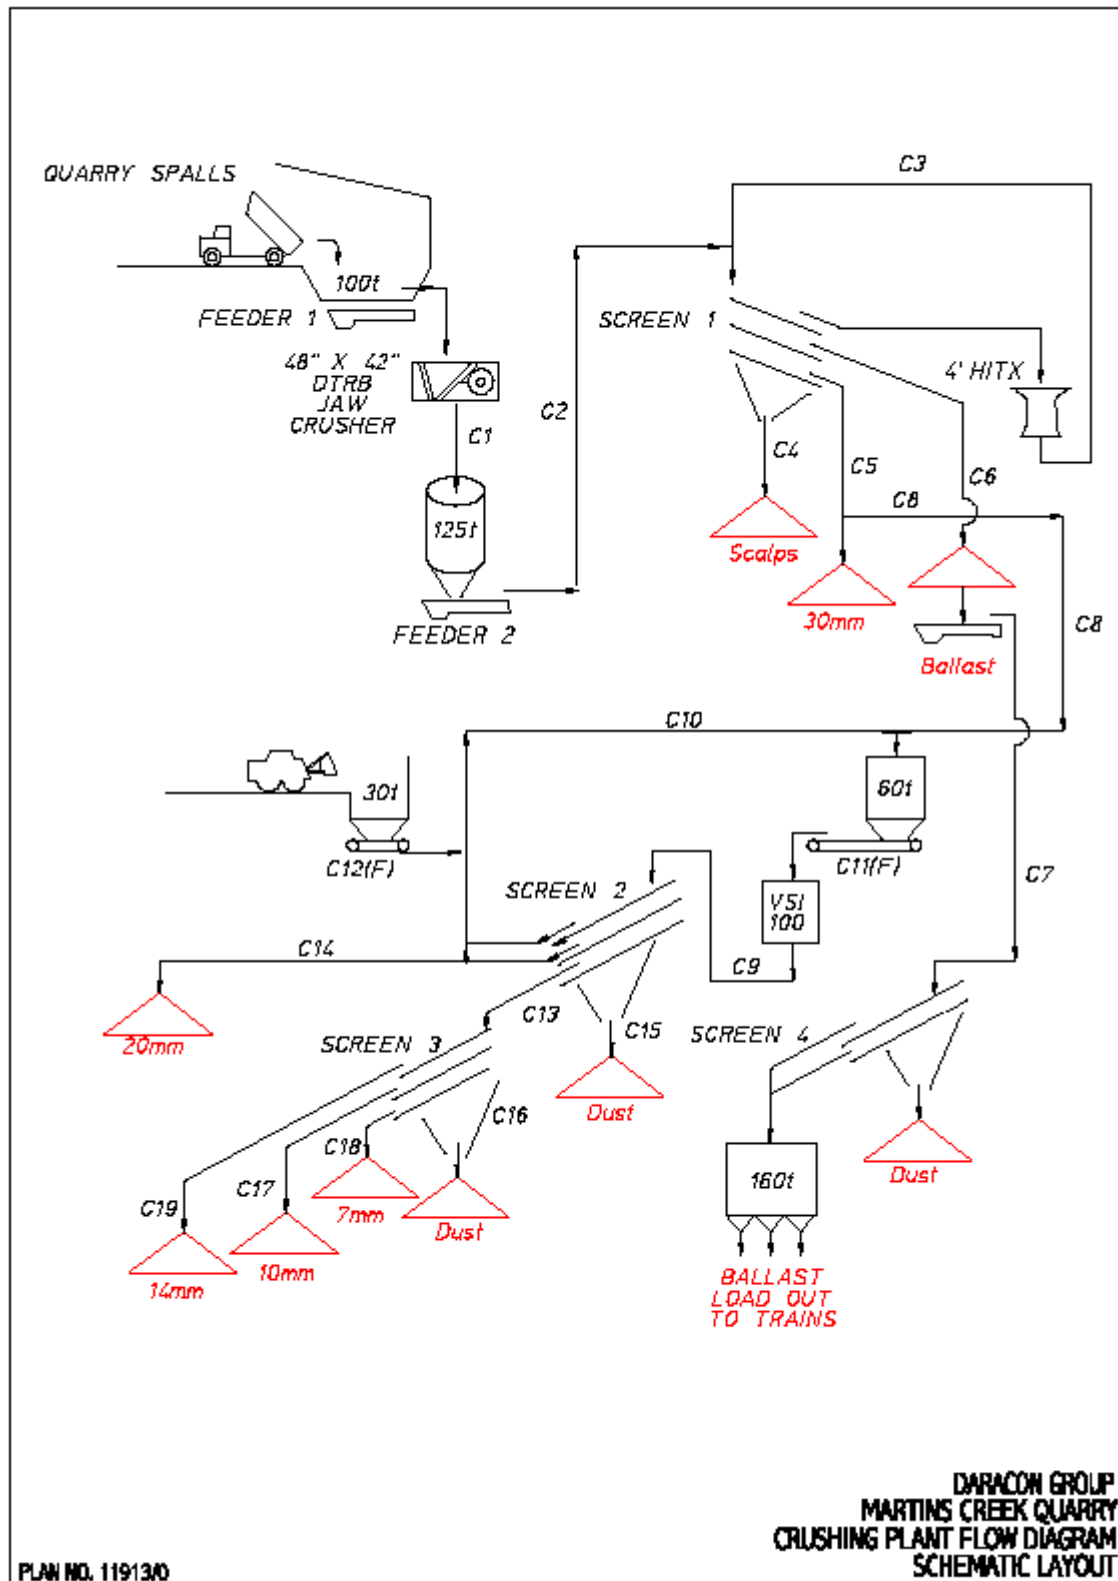 QUARRY SPALLS
100t
FEEDER 1
48" X 42"
DTRB
JAW
CRUSHER
C1
125t
FEEDER 2
C2
C3
SCREEN 1
4' HITX
C4
C5
C6
C8
Scalps
30mm
Ballast
C8
C10
30t
60t
C12(F)
C11(F)
C7
SCREEN 2
VSI
100
C14
C9
C13
C15
20mm
SCREEN 3
SCREEN 4
Dust
C16
C18
C17
C19
7mm
Dust
10mm
14mm
160t
Dust
BALLAST
LOAD OUT
TO TRAINS
DARACON GROUP
MARTINS CREEK QUARRY
CRUSHING PLANT FLOW DIAGRAM
SCHEMATIC LAYOUT
PLAN NO. 11913/0